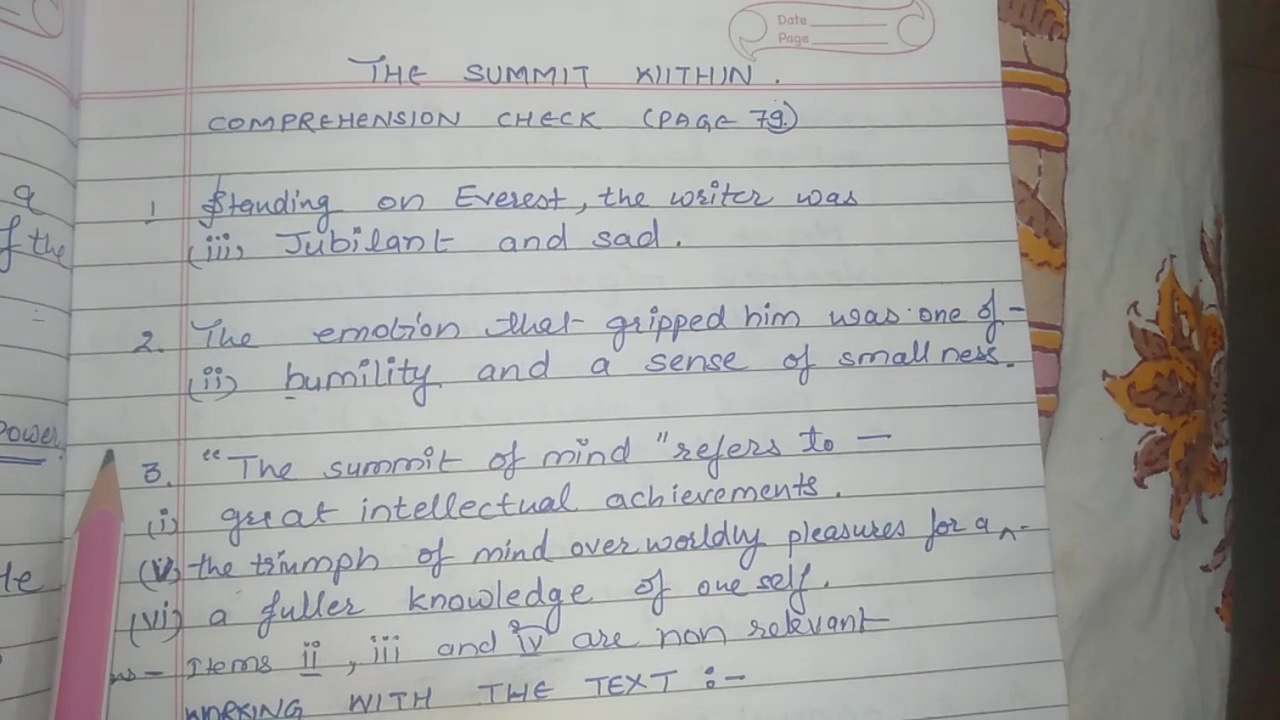 Date
Page
THE SUMMIT WITHIN.
COMPREHENSION CHECK (PAGE 79)
1 Standing on Everest, the writer was
(iii) Jubilant and sad.
2. The emotion that gripped him was one of -
(ii) humility and a sense of smallness.
3. "The summit of mind" refers to —
(i) great intellectual achievements.
(v) the triumph of mind over worldly pleasures for a
(vi) a fuller knowledge of oneself.
Items ii, iii and iv are non relevant
WORKING WITH THE TEXT :-
a
f the
Power.